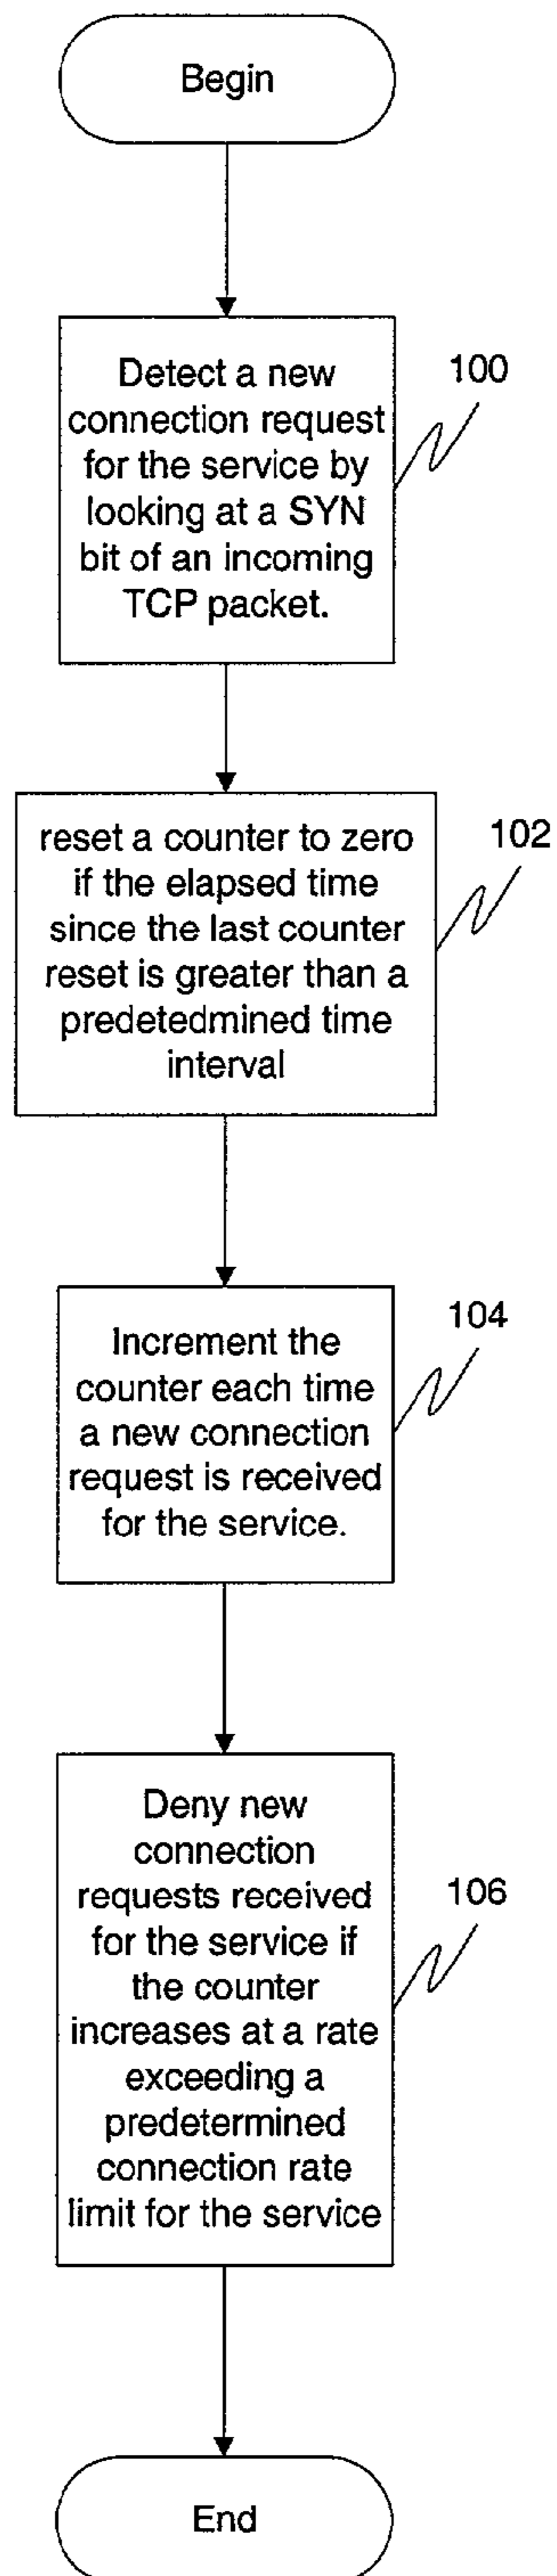 Begin
Detect a new
connection request
for the service by
looking at a SYN
bit of an incoming
TCP packet.
100
reset a counter to zero
if the elapsed time
since the last counter
reset is greater than a
predetedmined time
interval
102
Increment the
counter each time
a new connection
request is received
for the service.
104
Deny new
connection
requests received
for the service if
the counter
increases at a rate
exceeding a
predetermined
connection rate
limit for the service
106
End